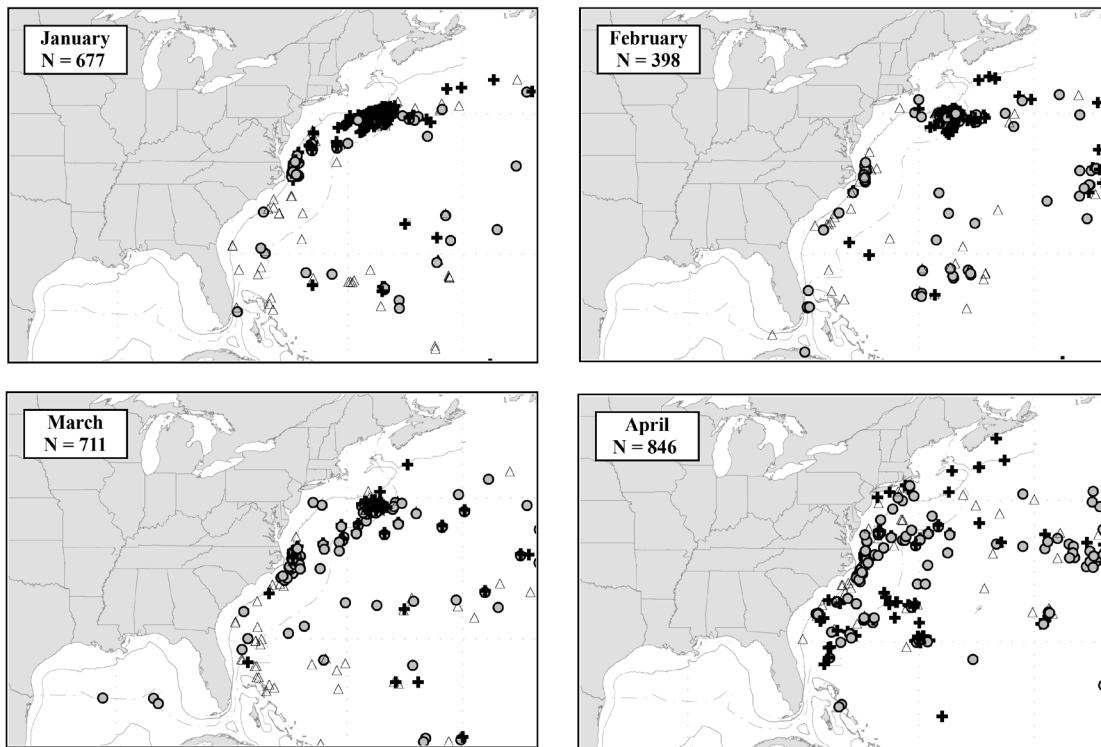 January
N = 677
February
N = 398
March
N = 711
April
N = 846